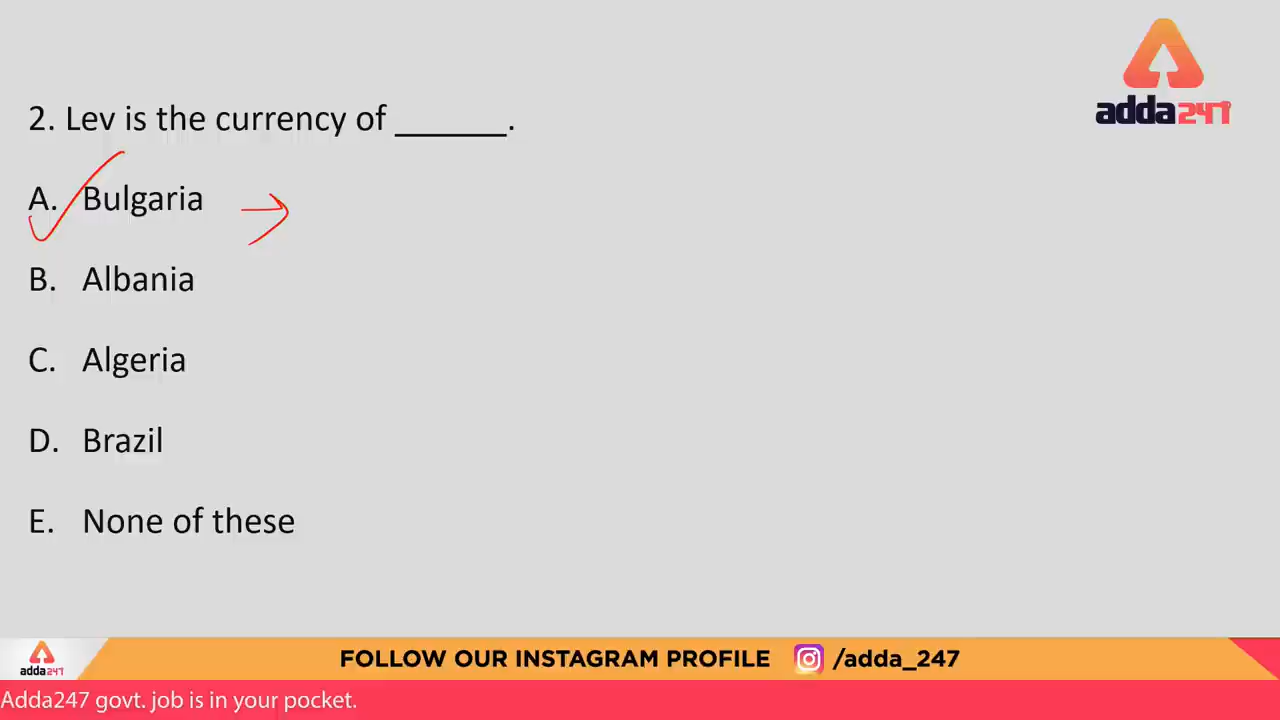 adda247
2. Lev is the currency of ______.
A. Bulgaria
B. Albania
C. Algeria
D. Brazil
E. None of these
adda247
FOLLOW OUR INSTAGRAM PROFILE /adda_247
Adda247 govt. job is in your pocket.